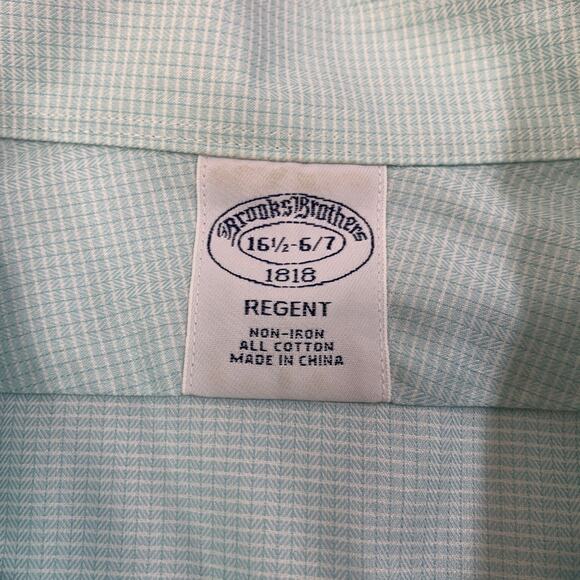 Brooks Brothers
16½-6/7
1818
REGENT
NON-IRON
ALL COTTON
MADE IN CHINA